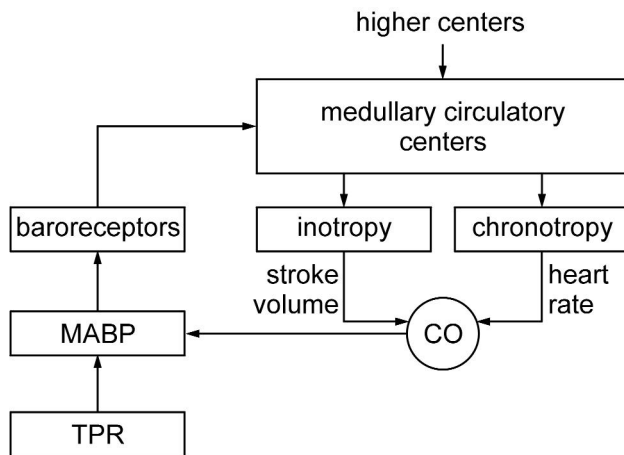 higher centers
medullary circulatory
centers
baroreceptors
inotropy
chronotropy
stroke
volume
heart
rate
MABP
CO
TPR